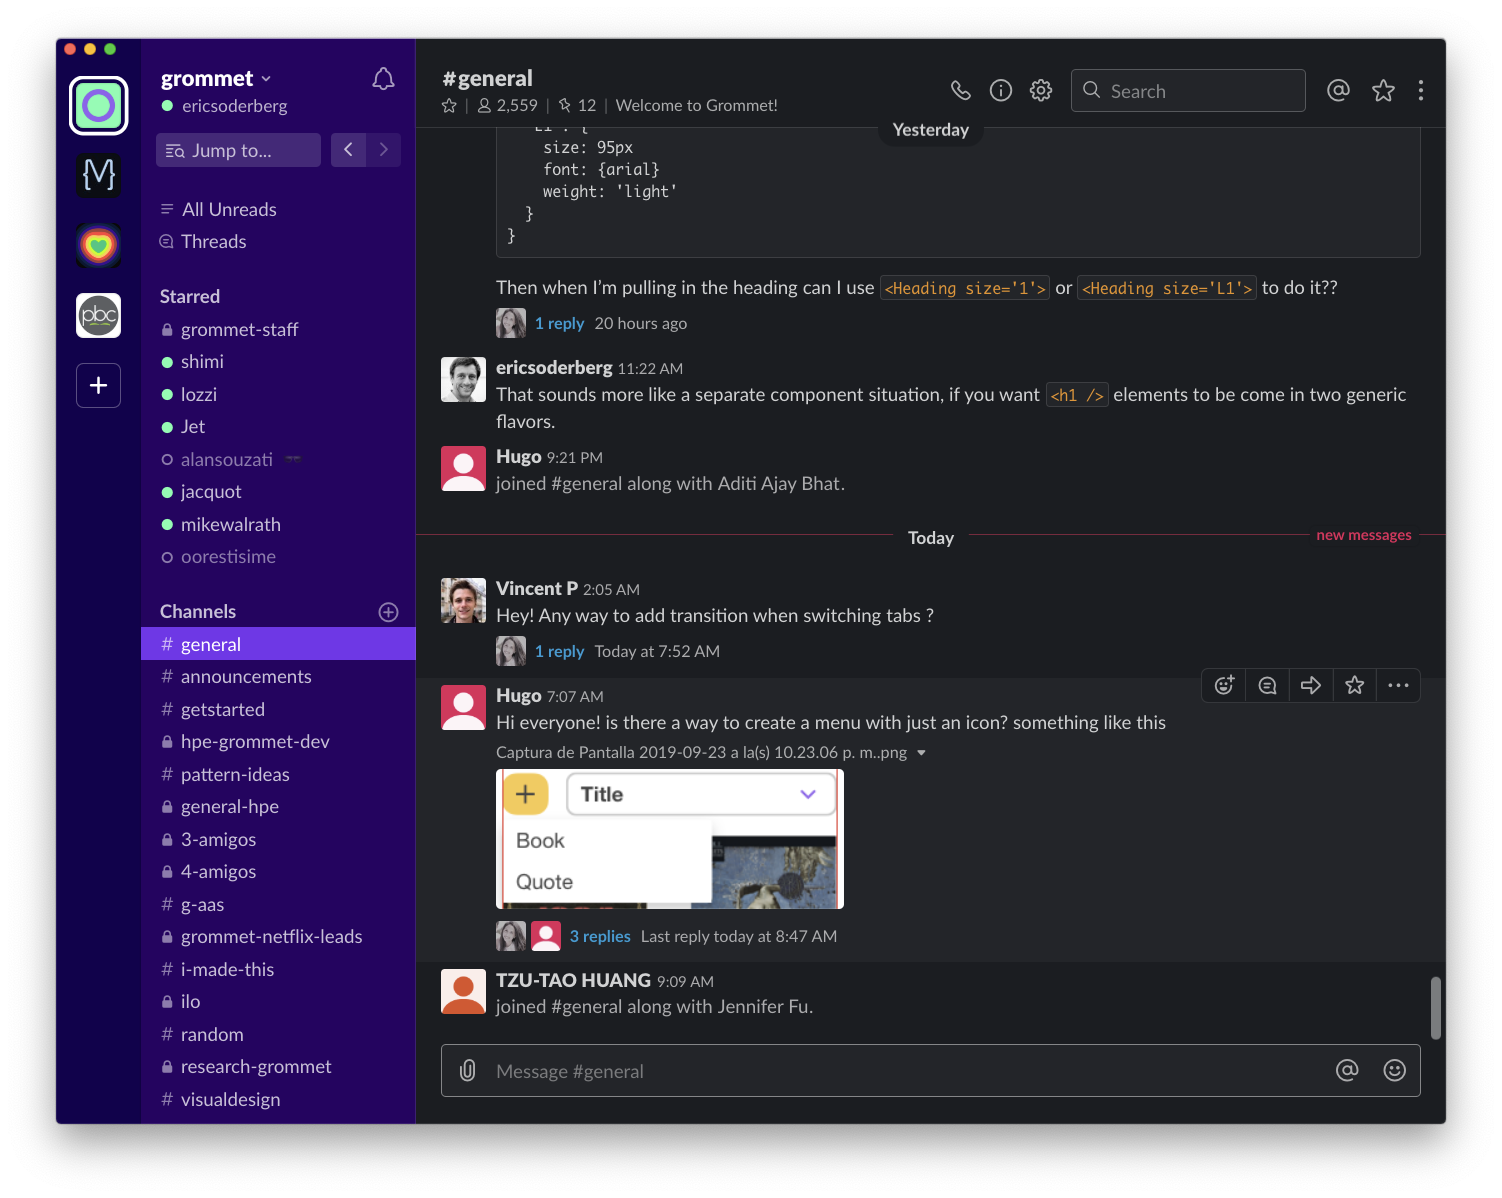 grommet
ericsoderberg
Jump to...
All Unreads
Threads
Starred
grommet-staff
shimi
lozzi
Jet
alansouzati
jacquot
mikewalrath
oorestisime
Channels
# general
# announcements
# getstarted
hpe-grommet-dev
# pattern-ideas
general-hpe
3-amigos
4-amigos
# g-aas
grommet-netflix-leads
# i-made-this
ilo
# random
research-grommet
# visualdesign
{M}
pbc
#general
2,559 | 12 | Welcome to Grommet!
Search
Yesterday
size: 95px
font: {arial}
weight: 'light'
}
}
Then when I'm pulling in the heading can I use <Heading size='1'> or <Heading size='L1'> to do it??
1 reply 20 hours ago
ericsoderberg 11:22 AM
That sounds more like a separate component situation, if you want <h1 /> elements to be come in two generic
flavors.
Hugo 9:21 PM
joined #general along with Aditi Ajay Bhat.
Today
new messages
Vincent P 2:05 AM
Hey! Any way to add transition when switching tabs ?
1 reply Today at 7:52 AM
Hugo 7:07 AM
Hi everyone! is there a way to create a menu with just an icon? something like this
Captura de Pantalla 2019-09-23 a la(s) 10.23.06 p. m..png
Title
Book
Quote
3 replies Last reply today at 8:47 AM
TZU-TAO HUANG 9:09 AM
joined #general along with Jennifer Fu.
Message #general